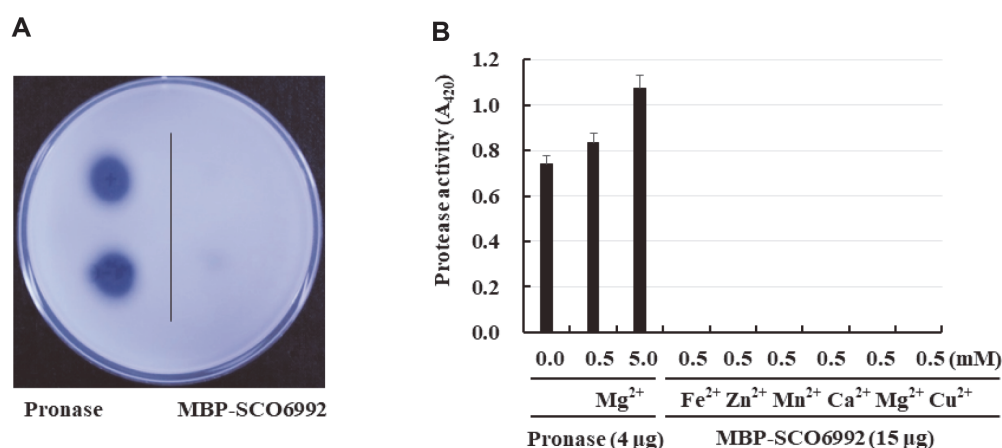 A
Pronase MBP-SCO6992
B
Protease activity (A420)
1.2
1.0
0.8
0.6
0.4
0.2
0.0
0.0 0.5 5.0 0.5 0.5 0.5 0.5 0.5 0.5 (mM)
Mg²⁺ Fe²⁺ Zn²⁺ Mn²⁺ Ca²⁺ Mg²⁺ Cu²⁺
Pronase (4 μg) MBP-SCO6992 (15 μg)